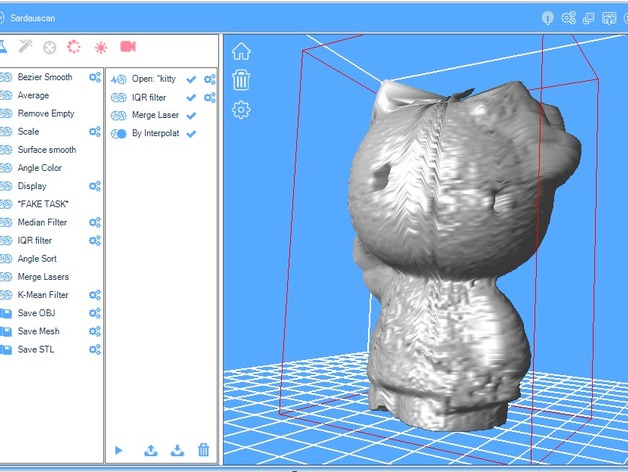 Sardauscan
Bezier Smooth
Average
Remove Empty
Scale
Surface smooth
Angle Color
Display
*FAKE TASK*
Median Filter
IQR filter
Angle Sort
Merge Lasers
K-Mean Filter
Save OBJ
Save Mesh
Save STL
Open: "kitty
IQR filter
Merge Laser
By Interpolat